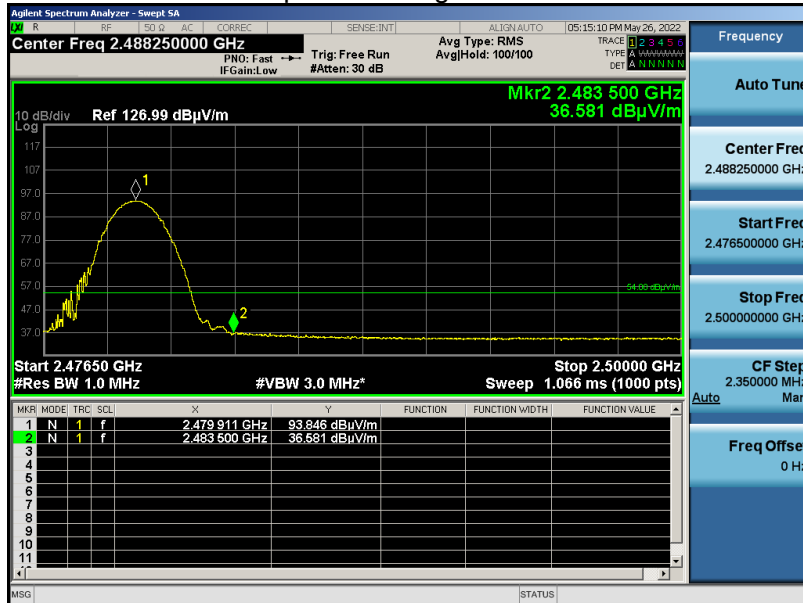 Agilent Spectrum Analyzer - Swept SA
LXI R RF 50 Ω AC CORREC SENSE:INT ALIGN AUTO 05:15:10 PM May 26, 2022
Center Freq 2.488250000 GHz
PNO: Fast
IFGain:Low
Trig: Free Run
#Atten: 30 dB
Avg Type: RMS
Avg|Hold: 100/100
TRACE 1 2 3 4 5 6
TYPE A
DET A N N N N N
Mkr2 2.483 500 GHz
36.581 dBµV/m
10 dB/div Ref 126.99 dBµV/m
Log
117
107
97.0
87.0
77.0
67.0
57.0
47.0
37.0
1
2
54.00 dBµV/m
Start 2.47650 GHz Stop 2.50000 GHz
#Res BW 1.0 MHz #VBW 3.0 MHz* Sweep 1.066 ms (1000 pts)
MKR MODE TRC SCL X Y FUNCTION FUNCTION WIDTH FUNCTION VALUE
1 N 1 f 2.479 911 GHz 93.846 dBµV/m
2 N 1 f 2.483 500 GHz 36.581 dBµV/m
3
4
5
6
7
8
9
10
11
MSG STATUS
Frequency
Auto Tune
Center Freq
2.488250000 GHz
Start Freq
2.476500000 GHz
Stop Freq
2.500000000 GHz
CF Step
2.350000 MHz
Auto Man
Freq Offset
0 Hz